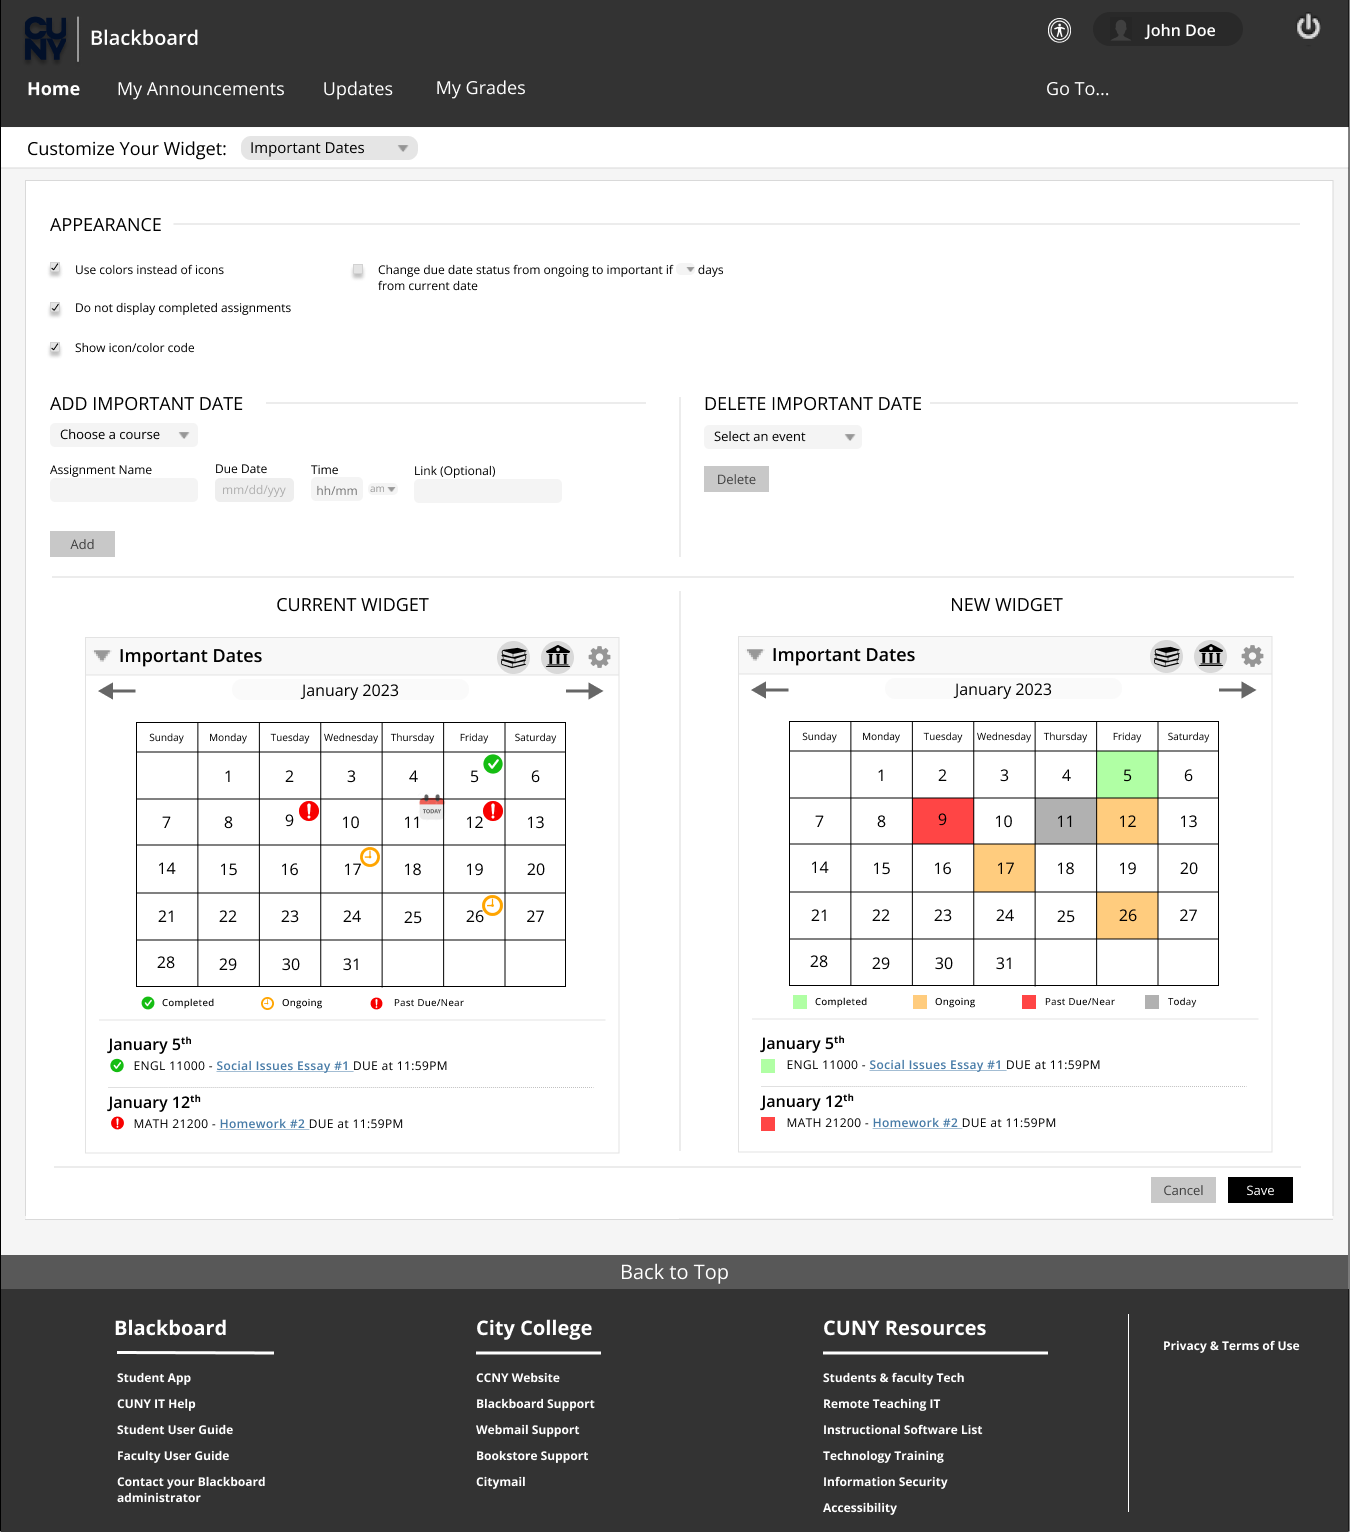 CUNY
Blackboard
John Doe
Home My Announcements Updates My Grades Go To...
Customize Your Widget: Important Dates
APPEARANCE
Use colors instead of icons
Change due date status from ongoing to important if days
from current date
Do not display completed assignments
Show icon/color code
ADD IMPORTANT DATE
Choose a course
Assignment Name Due Date Time Link (Optional)
mm/dd/yyy hh/mm am
Add
DELETE IMPORTANT DATE
Select an event
Delete
CURRENT WIDGET
Important Dates
January 2023
Sunday Monday Tuesday Wednesday Thursday Friday Saturday
1 2 3 4 5 6
TODAY
7 8 9 10 11 12 13
14 15 16 17 18 19 20
21 22 23 24 25 26 27
28 29 30 31
Completed Ongoing Past Due/Near
January 5th
ENGL 11000 - Social Issues Essay #1 DUE at 11:59PM
January 12th
MATH 21200 - Homework #2 DUE at 11:59PM
NEW WIDGET
Important Dates
January 2023
Sunday Monday Tuesday Wednesday Thursday Friday Saturday
1 2 3 4 5 6
7 8 9 10 11 12 13
14 15 16 17 18 19 20
21 22 23 24 25 26 27
28 29 30 31
Completed Ongoing Past Due/Near Today
January 5th
ENGL 11000 - Social Issues Essay #1 DUE at 11:59PM
January 12th
MATH 21200 - Homework #2 DUE at 11:59PM
Cancel Save
Back to Top
Blackboard
Student App
CUNY IT Help
Student User Guide
Faculty User Guide
Contact your Blackboard
administrator
City College
CCNY Website
Blackboard Support
Webmail Support
Bookstore Support
Citymail
CUNY Resources
Students & faculty Tech
Remote Teaching IT
Instructional Software List
Technology Training
Information Security
Accessibility
Privacy & Terms of Use